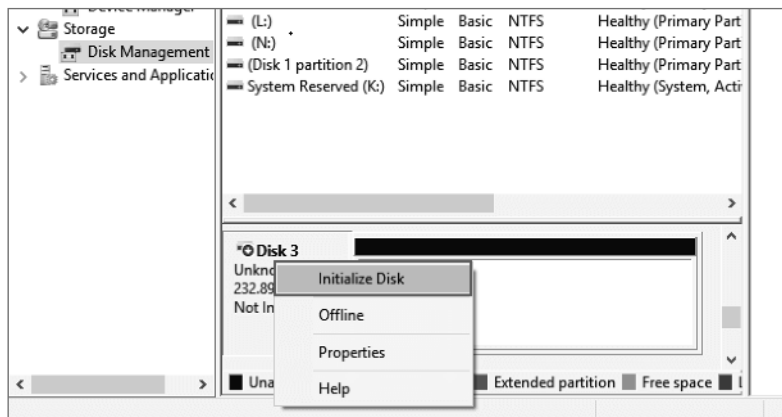 Device Manager
Storage
Disk Management
Services and Applicatio
(L:) Simple Basic NTFS Healthy (Primary Part
(N:) Simple Basic NTFS Healthy (Primary Part
(Disk 1 partition 2) Simple Basic NTFS Healthy (Primary Part
System Reserved (K:) Simple Basic NTFS Healthy (System, Acti
Disk 3
Unkno
232.89
Not In
Initialize Disk
Offline
Properties
Help
Una Extended partition Free space L